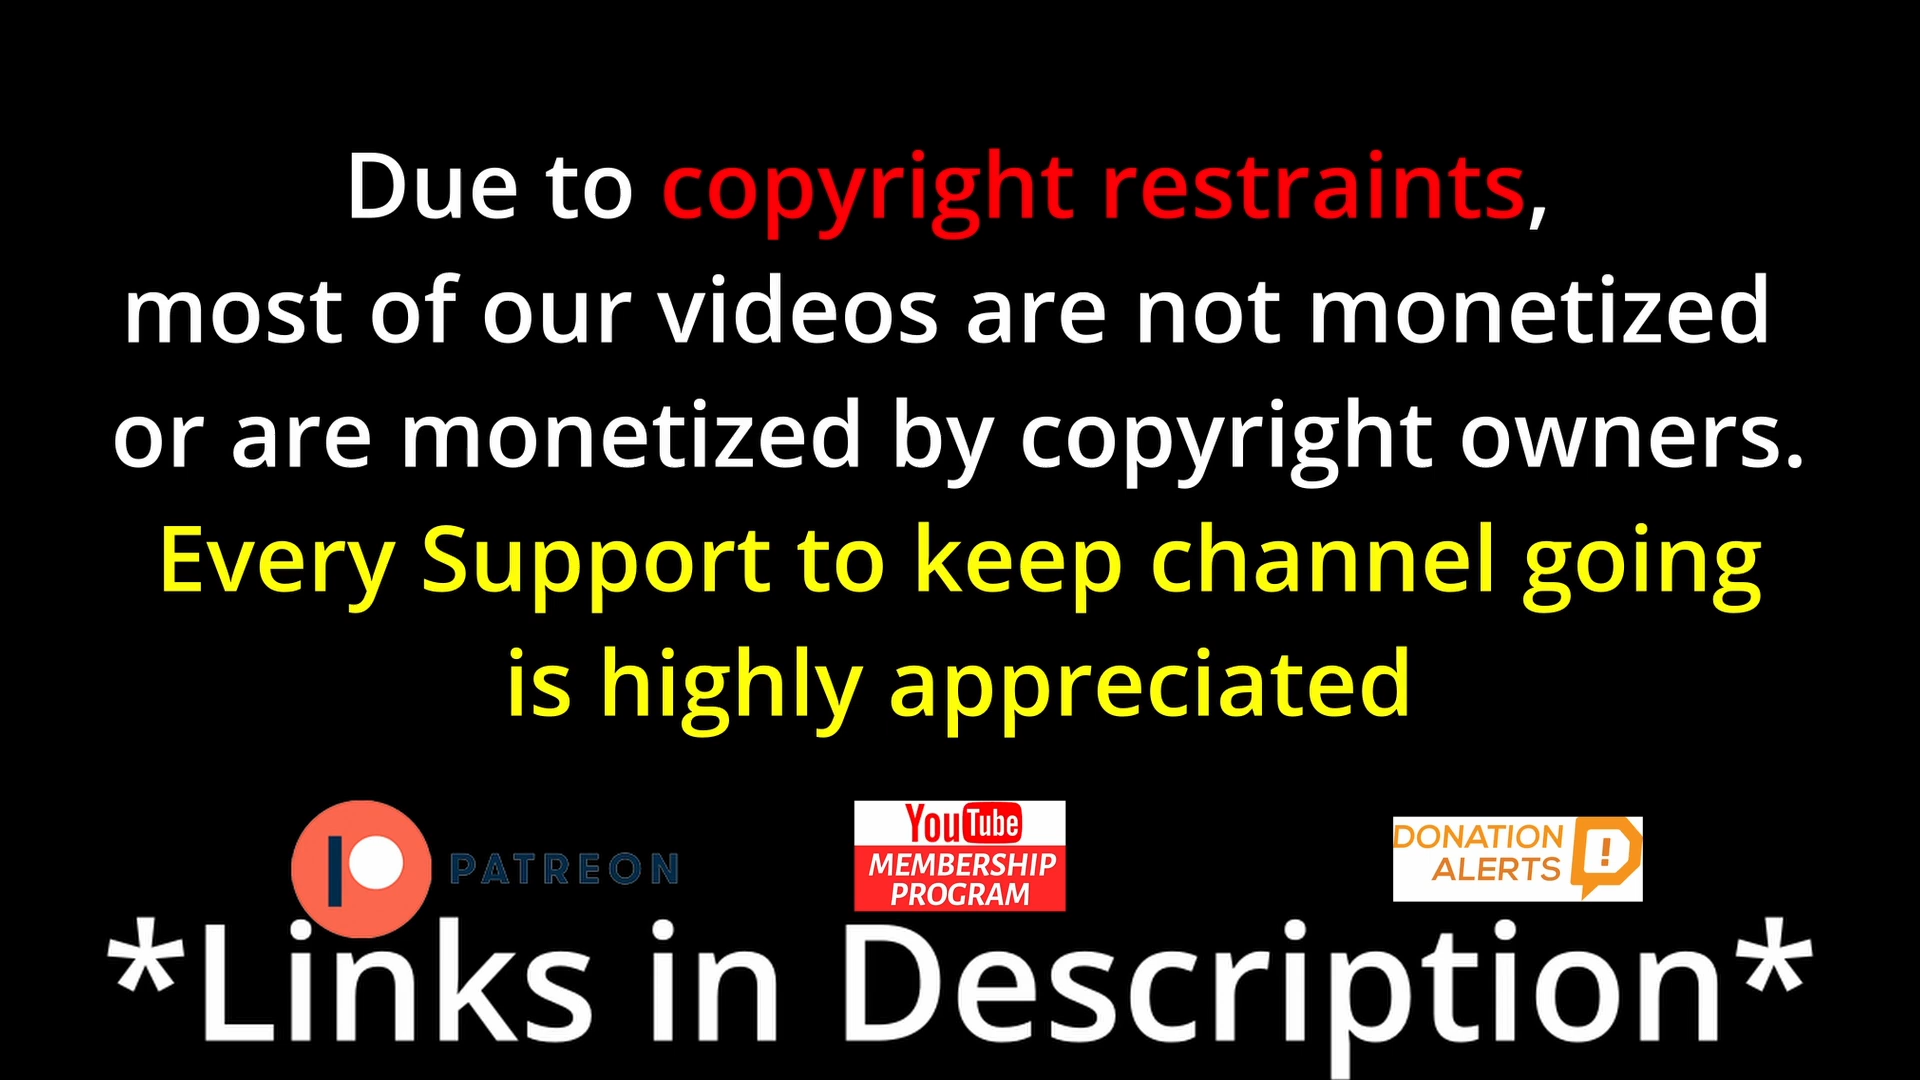 Due to copyright restraints,
most of our videos are not monetized
or are monetized by copyright owners.
Every Support to keep channel going
is highly appreciated
PATREON
YouTube
MEMBERSHIP
PROGRAM
DONATION
ALERTS
*Links in Description*